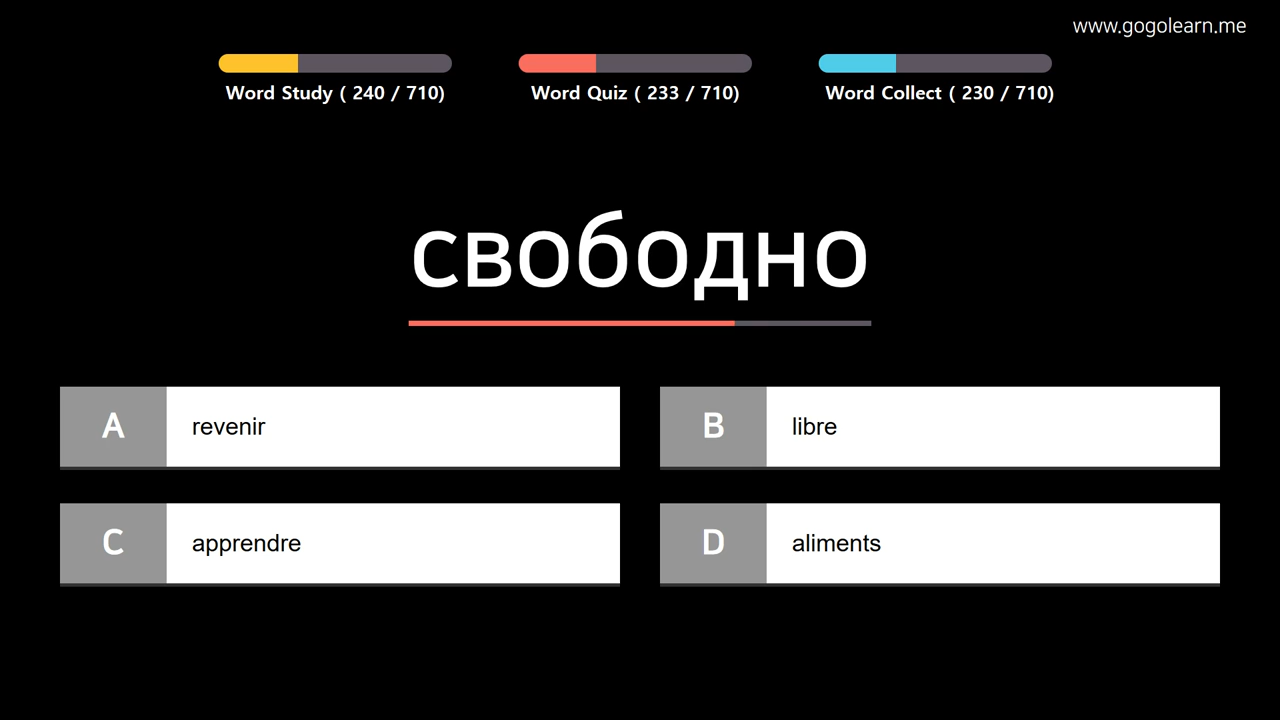 www.gogolearn.me
Word Study ( 240 / 710)
Word Quiz ( 233 / 710)
Word Collect ( 230 / 710)
свободно
A revenir
B libre
C apprendre
D aliments